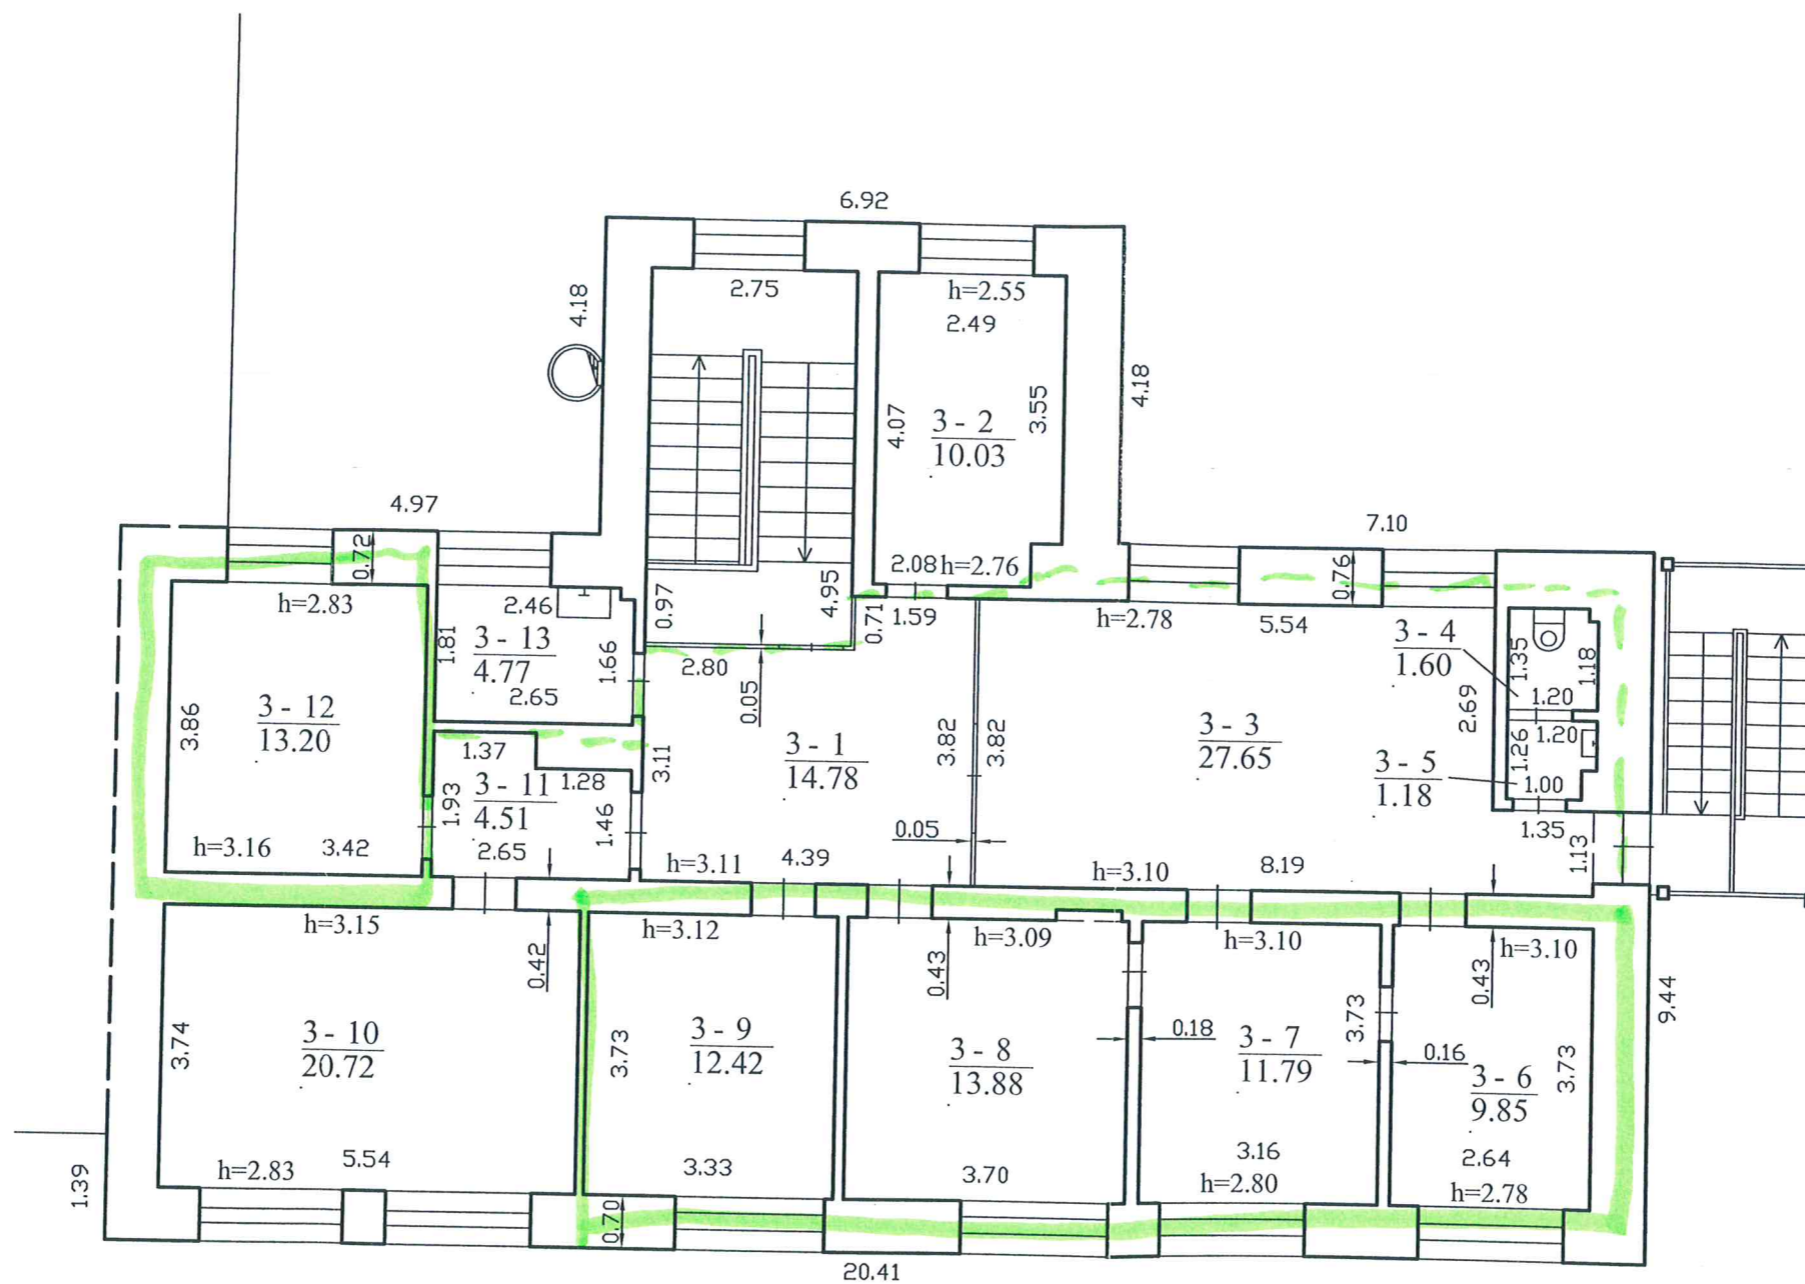 6.92
2.75
h=2.55
2.49
4.18
4.18
4.07
3 - 2
10.03
3.55
4.97
7.10
0.72
2.08
h=2.76
0.76
h=2.83
2.46
0.97
4.95
0.71
1.59
h=2.78
5.54
3 - 4
1.60
1.35
1.18
1.81
3 - 13
4.77
1.66
2.80
0.05
2.65
1.20
2.69
3 - 12
13.20
3.86
1.37
3.11
3 - 1
14.78
3.82
3.82
3 - 3
27.65
1.20
1.26
3 - 5
1.18
1.00
3 - 11
4.51
1.28
1.93
1.46
h=3.16
3.42
2.65
h=3.11
4.39
0.05
h=3.10
8.19
1.35
1.13
h=3.15
0.42
h=3.12
h=3.09
0.43
h=3.10
0.43
h=3.10
9.44
3.74
3 - 10
20.72
3.73
3 - 9
12.42
3 - 8
13.88
0.18
3 - 7
11.79
3.73
0.16
3 - 6
9.85
3.73
1.39
h=2.83
5.54
3.33
3.70
3.16
h=2.80
2.64
h=2.78
0.70
20.41